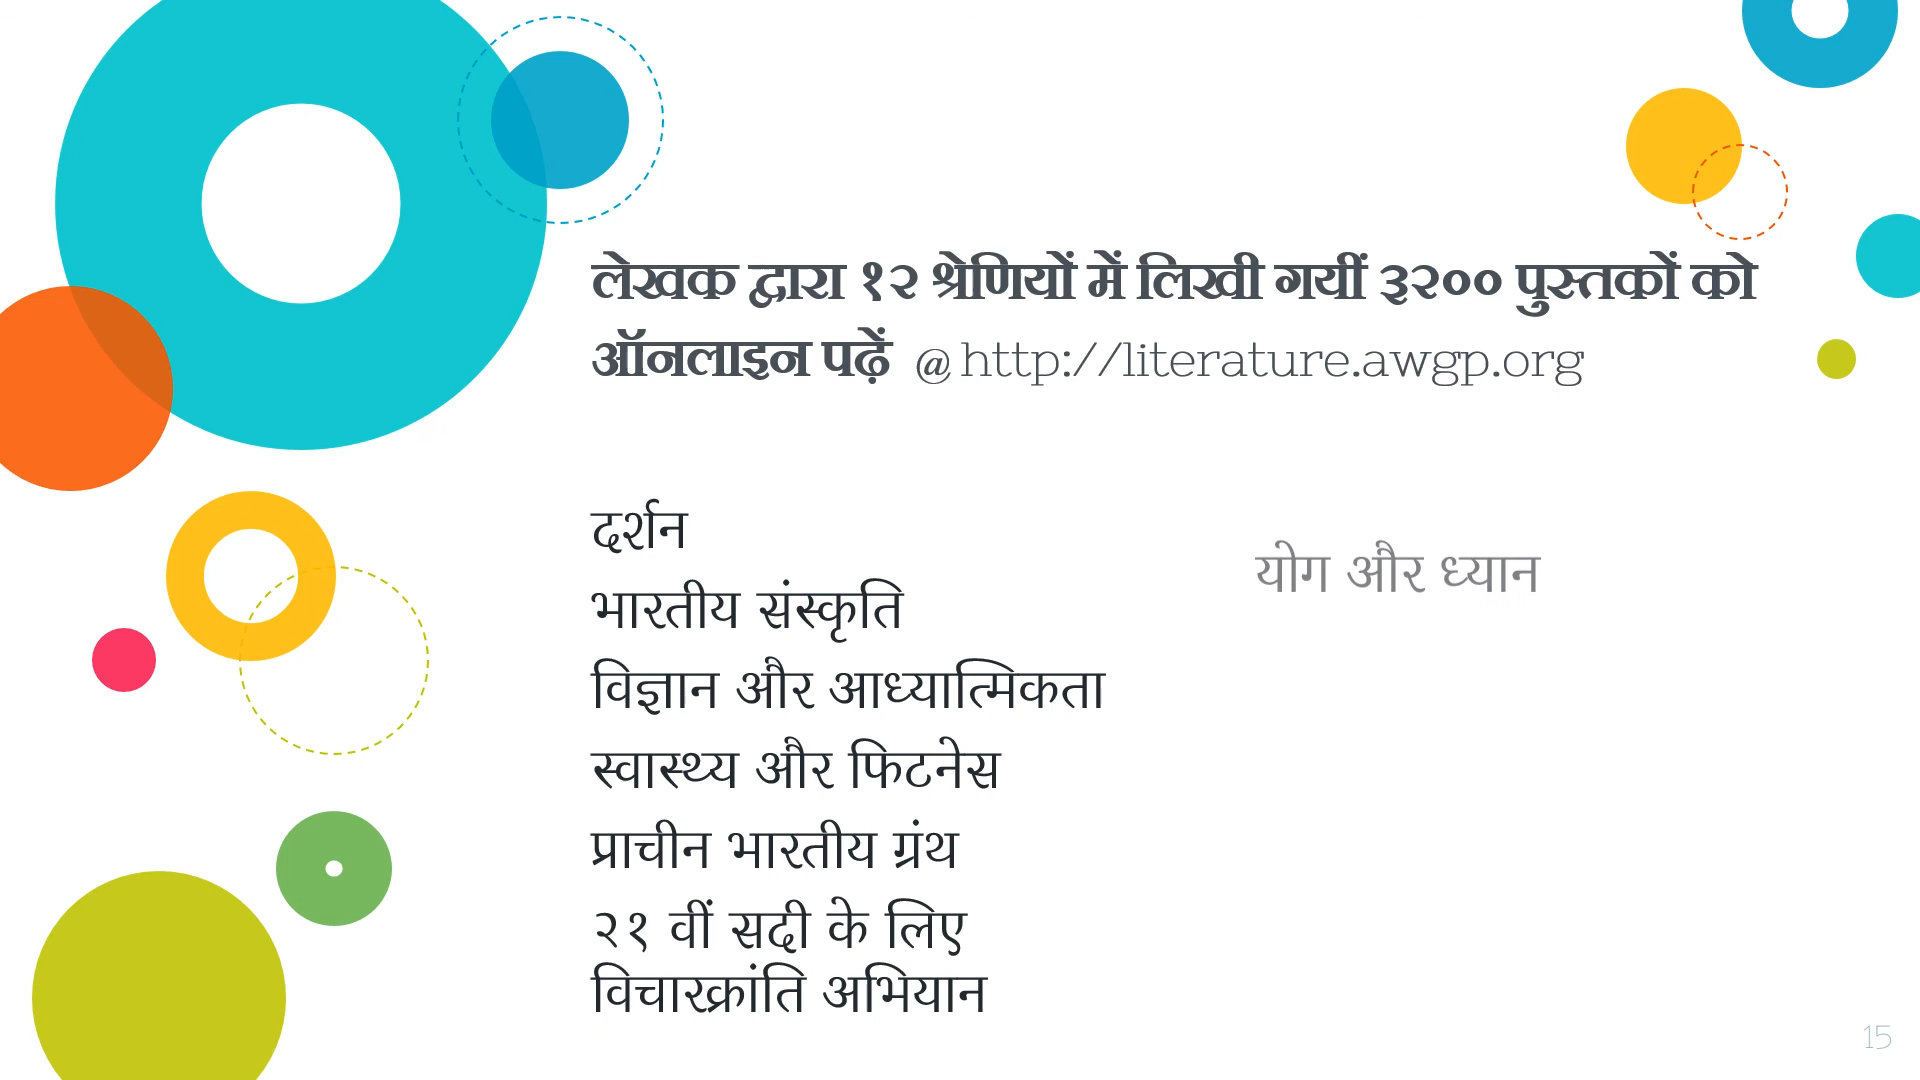 लेखक द्वारा १२ श्रेणियों में लिखी गयीं ३२०० पुस्तकों को
ऑनलाइन पढ़ें @ http://literature.awgp.org
दर्शन
भारतीय संस्कृति
विज्ञान और आध्यात्मिकता
स्वास्थ्य और फिटनेस
प्राचीन भारतीय ग्रंथ
२१ वीं सदी के लिए
विचारक्रांति अभियान
योग और ध्यान
15